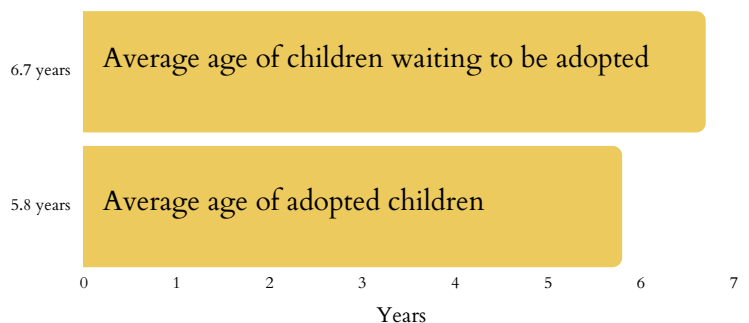 6.7 years
Average age of children waiting to be adopted
5.8 years
Average age of adopted children
0 1 2 3 4 5 6 7
Years